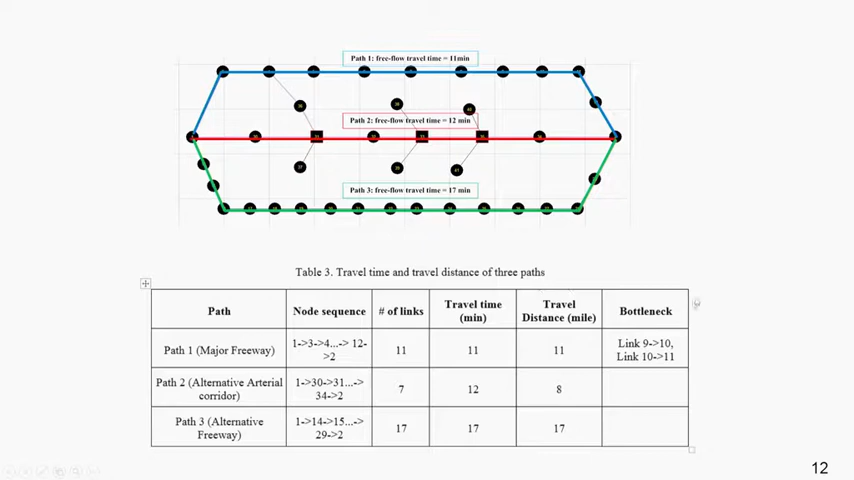 Path 1: free-flow travel time = 11min
Path 2: free-flow travel time = 12 min
Path 3: free-flow travel time = 17 min
Table 3. Travel time and travel distance of three paths
Path
Node sequence
# of links
Travel time
(min)
Travel
Distance (mile)
Bottleneck
Path 1 (Major Freeway)
1->3->4...-> 12-
>2
11
11
11
Link 9->10,
Link 10->11
Path 2 (Alternative Arterial
corridor)
1->30->31...->
34->2
7
12
8
Path 3 (Alternative
Freeway)
1->14->15...->
29->2
17
17
17
12